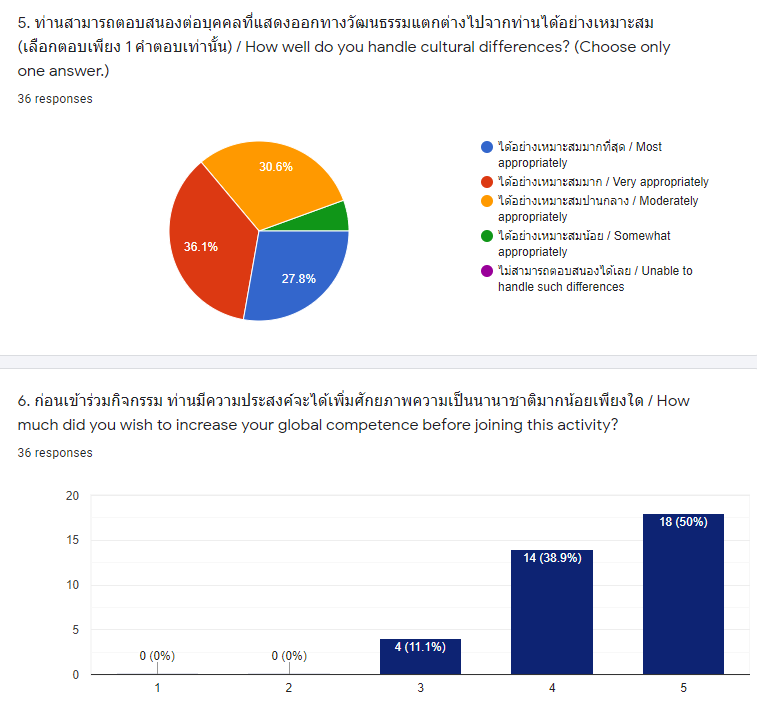 5. ท่านสามารถตอบสนองต่อบุคคลที่แสดงออกทางวัฒนธรรมแตกต่างไปจากท่านได้อย่างเหมาะสม
(เลือกตอบเพียง 1 คำตอบเท่านั้น) / How well do you handle cultural differences? (Choose only
one answer.)
36 responses
30.6%
36.1%
27.8%
ได้อย่างเหมาะสมมากที่สุด / Most
appropriately
ได้อย่างเหมาะสมมาก / Very appropriately
ได้อย่างเหมาะสมปานกลาง / Moderately
appropriately
ได้อย่างเหมาะสมน้อย / Somewhat
appropriately
ไม่สามารถตอบสนองได้เลย / Unable to
handle such differences
6. ก่อนเข้าร่วมกิจกรรม ท่านมีความประสงค์จะได้เพิ่มศักยภาพความเป็นนานาชาติมากน้อยเพียงใด / How
much did you wish to increase your global competence before joining this activity?
36 responses
20
15
10
5
0
0 (0%)
0 (0%)
4 (11.1%)
14 (38.9%)
18 (50%)
1
2
3
4
5